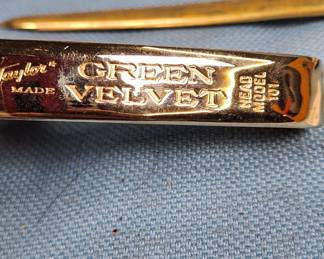 Taylor"
MADE
GREEN
VELVET
HEAD
MODEL
101